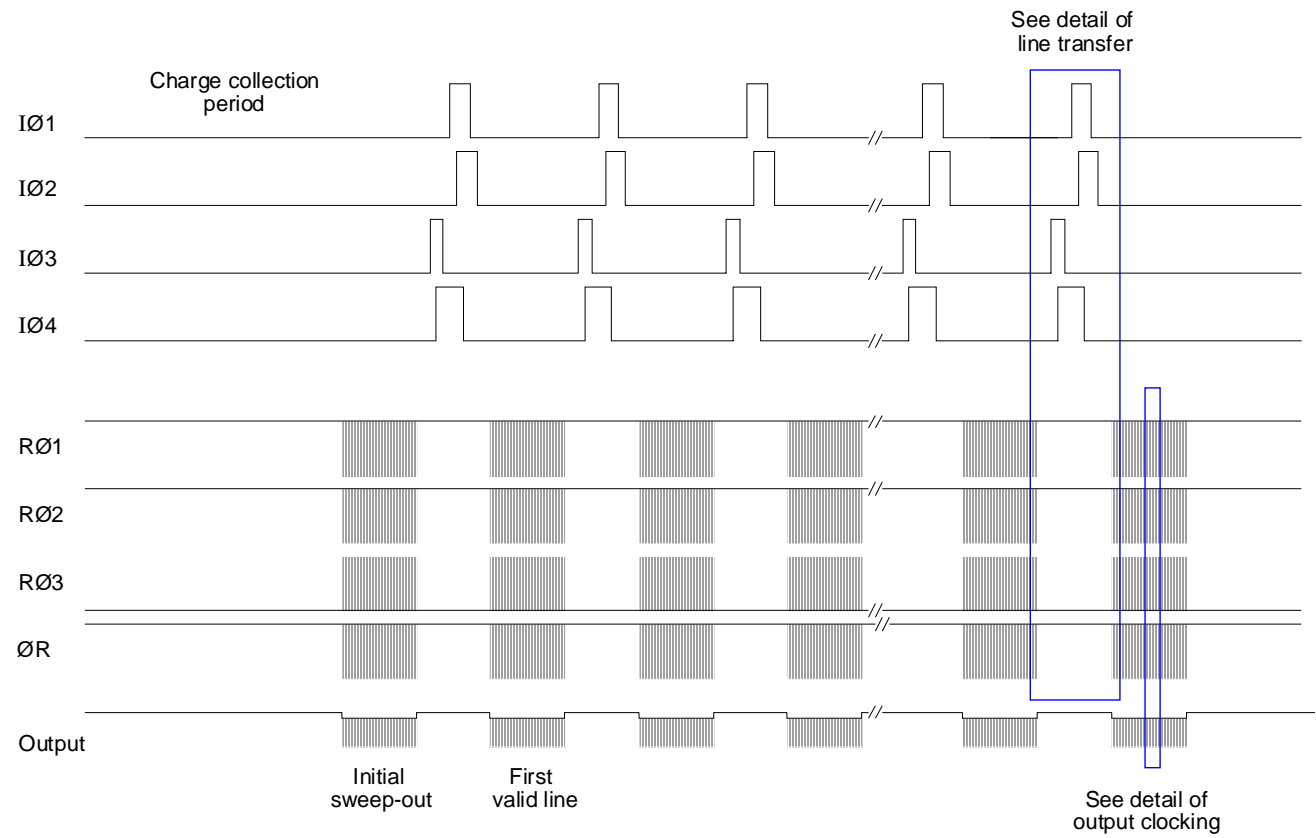 See detail of
line transfer
Charge collection
period
IØ1
IØ2
IØ3
IØ4
RØ1
RØ2
RØ3
ØR
Output
Initial
sweep-out
First
valid line
See detail of
output clocking